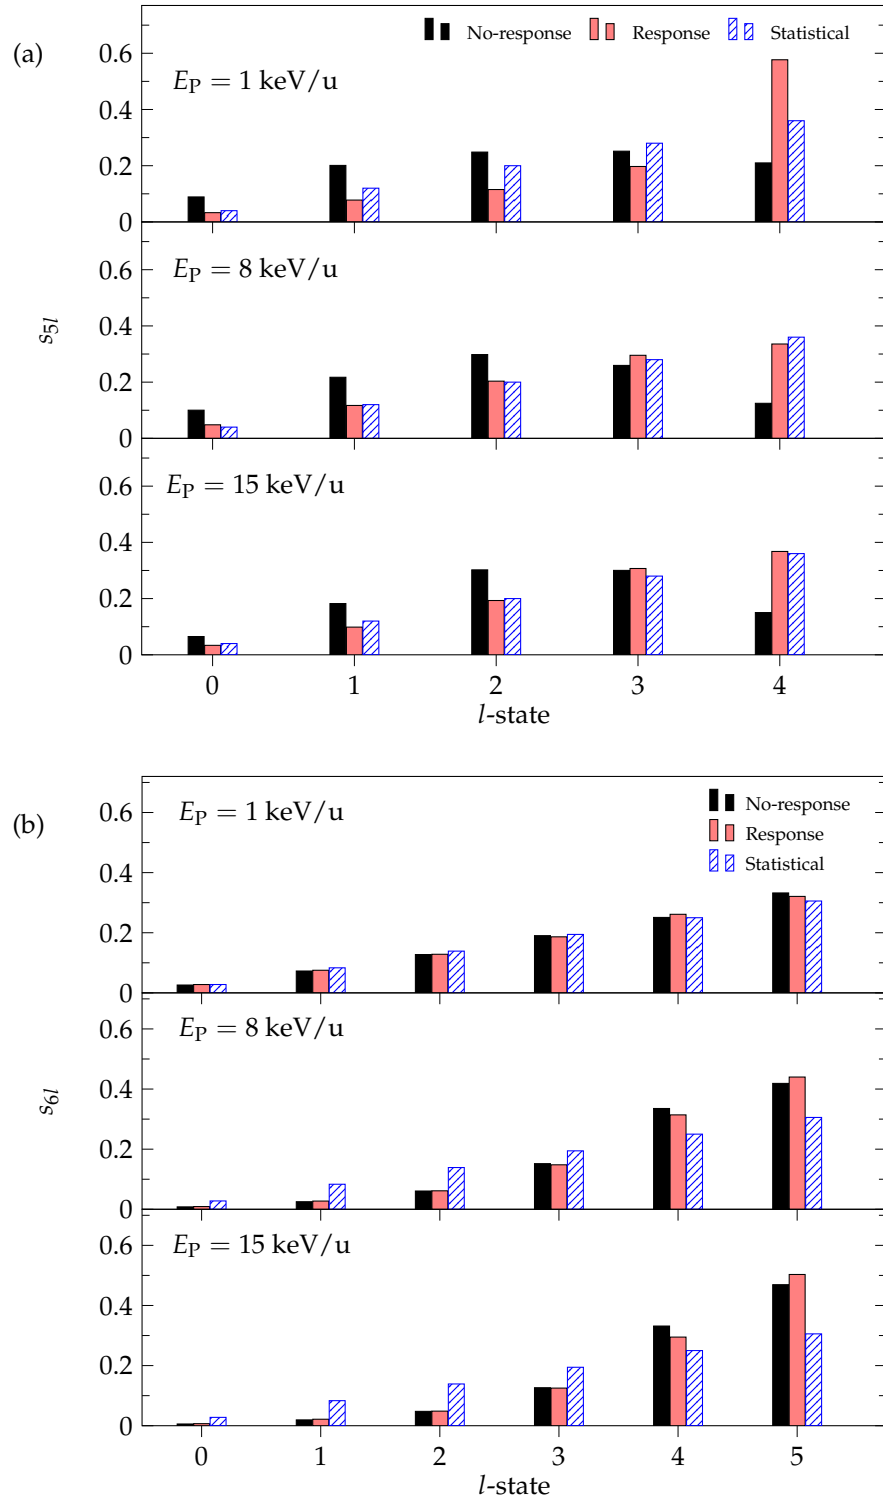 (a)
No-response Response Statistical
E_P = 1 keV/u
0.6
0.4
0.2
0
E_P = 8 keV/u
0.6
0.4
0.2
0
s_5l
E_P = 15 keV/u
0.6
0.4
0.2
0
0 1 2 3 4
l-state
(b)
E_P = 1 keV/u
No-response
Response
Statistical
0.6
0.4
0.2
0
E_P = 8 keV/u
0.6
0.4
0.2
0
s_6l
E_P = 15 keV/u
0.6
0.4
0.2
0
0 1 2 3 4 5
l-state